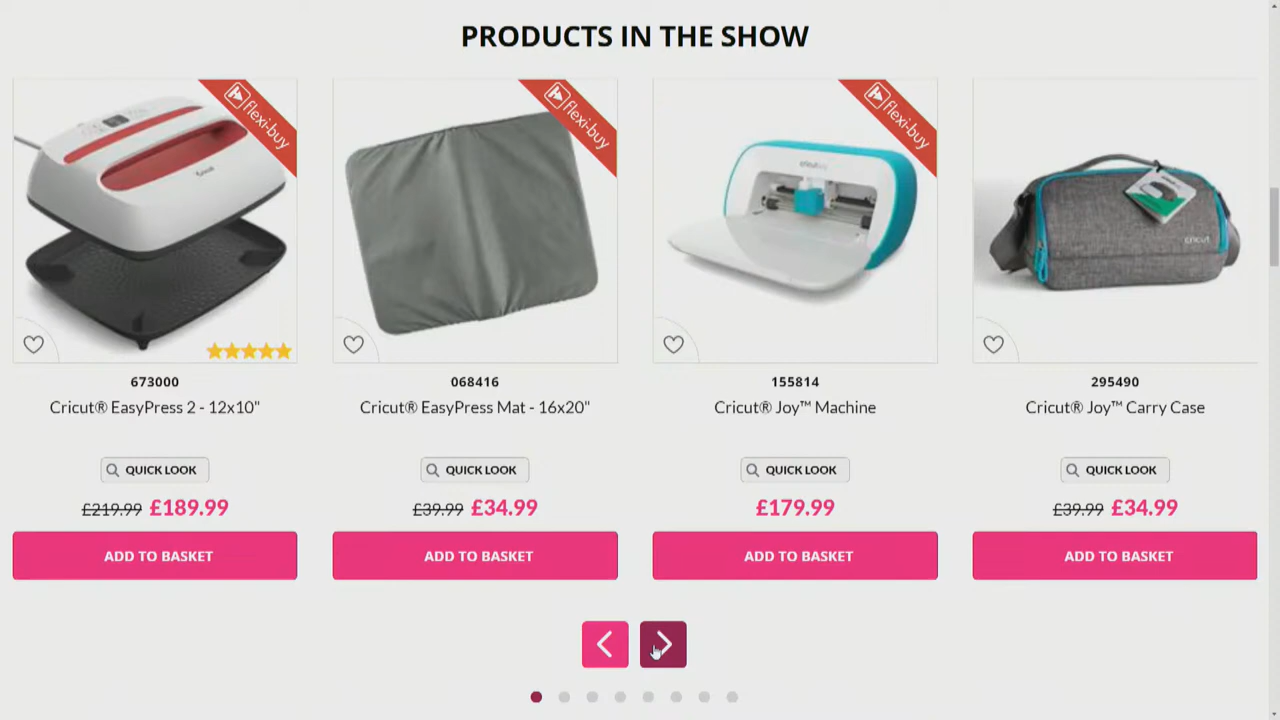 PRODUCTS IN THE SHOW
flexi-buy
flexi-buy
flexi-buy
Cricut
cricut
cricut
673000
Cricut® EasyPress 2 - 12x10"
QUICK LOOK
£219.99 £189.99
ADD TO BASKET
068416
Cricut® EasyPress Mat - 16x20"
QUICK LOOK
£39.99 £34.99
ADD TO BASKET
155814
Cricut® Joy™ Machine
QUICK LOOK
£179.99
ADD TO BASKET
295490
Cricut® Joy™ Carry Case
QUICK LOOK
£39.99 £34.99
ADD TO BASKET